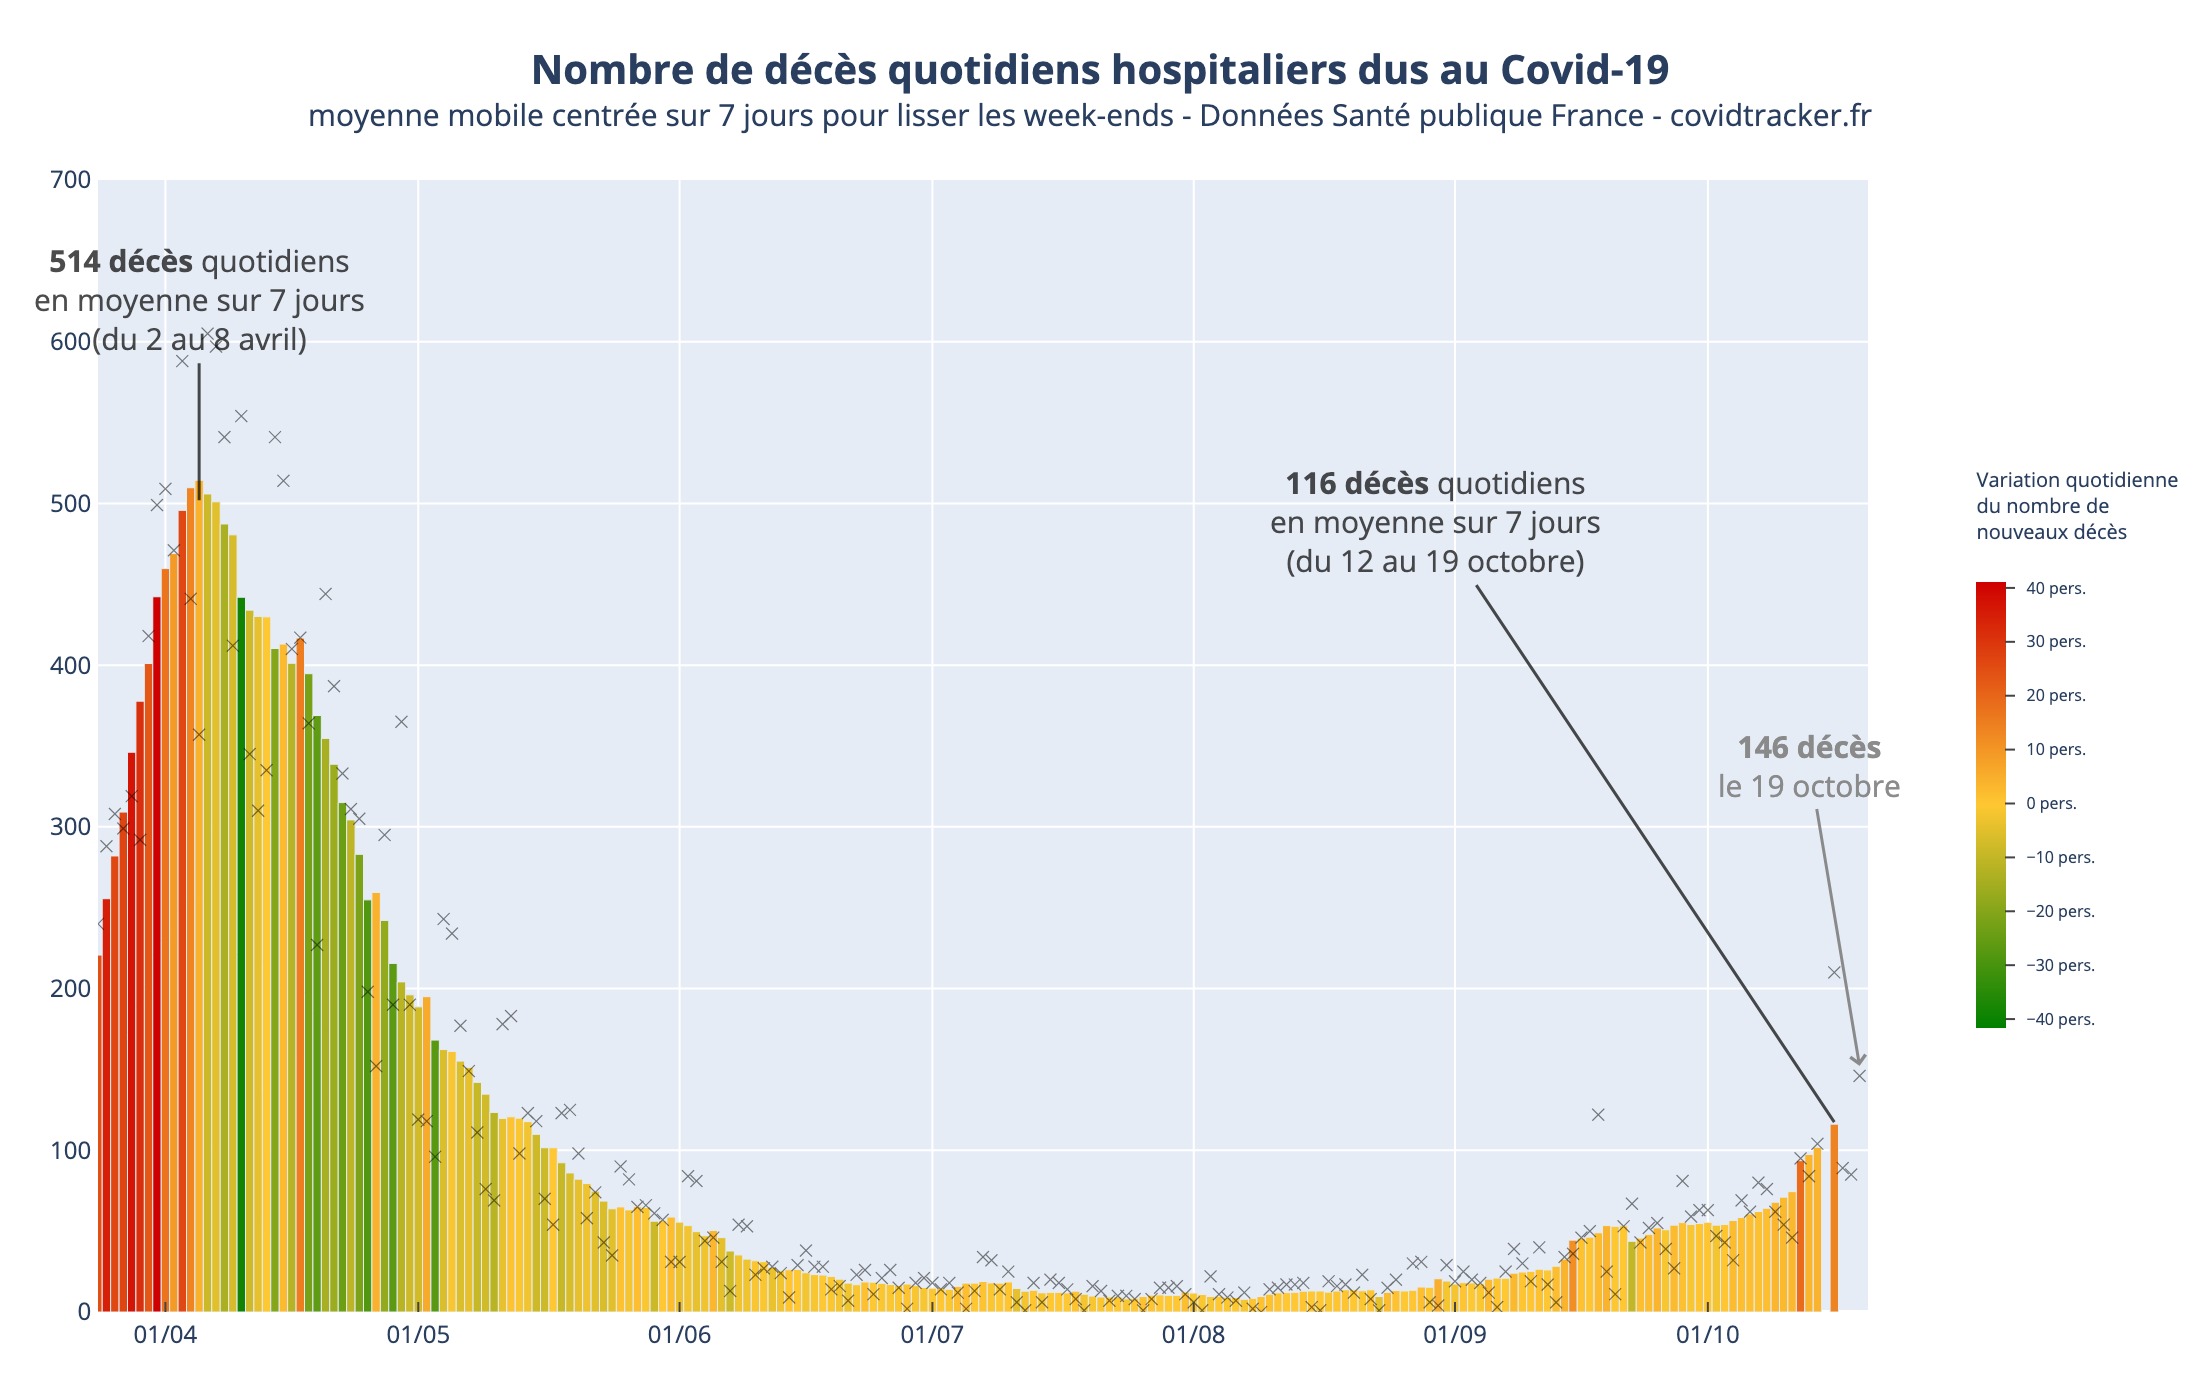 Nombre de décès quotidiens hospitaliers dus au Covid-19
moyenne mobile centrée sur 7 jours pour lisser les week-ends - Données Santé publique France - covidtracker.fr
700
600
500
400
300
200
100
0
514 décès quotidiens
en moyenne sur 7 jours
(du 2 au 8 avril)
116 décès quotidiens
en moyenne sur 7 jours
(du 12 au 19 octobre)
146 décès
le 19 octobre
01/04
01/05
01/06
01/07
01/08
01/09
01/10
Variation quotidienne
du nombre de
nouveaux décès
40 pers.
30 pers.
20 pers.
10 pers.
0 pers.
−10 pers.
−20 pers.
−30 pers.
−40 pers.